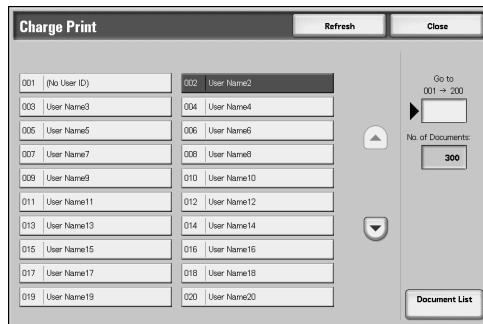 Charge Print Refresh Close
001 (No User ID) 002 User Name2
003 User Name3 004 User Name4
005 User Name5 006 User Name6
007 User Name7 008 User Name8
009 User Name9 010 User Name10
011 User Name11 012 User Name12
013 User Name13 014 User Name14
015 User Name15 016 User Name16
017 User Name17 018 User Name18
019 User Name19 020 User Name20
Go to
001 → 200
No. of Documents:
300
Document List